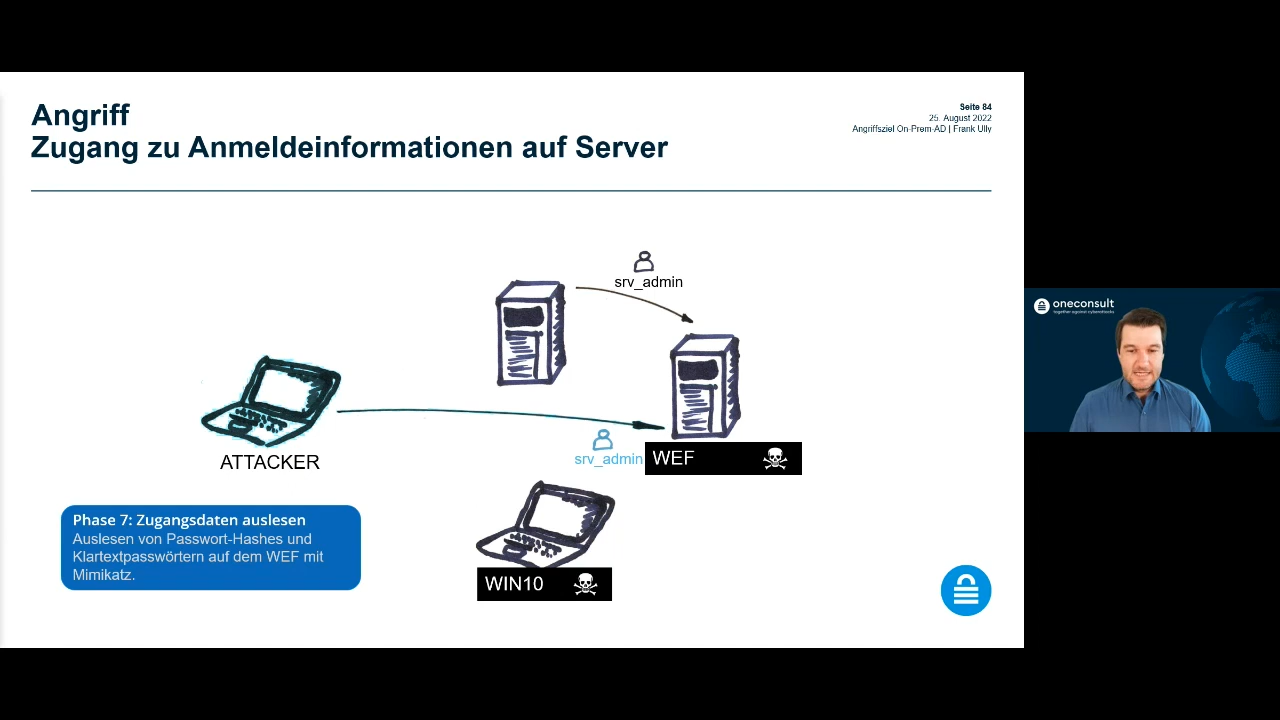 Angriff
Zugang zu Anmeldeinformationen auf Server
Seite 84
25. August 2022
Angriffsziel On-Prem-AD | Frank Ully
srv_admin
ATTACKER
srv_admin
WEF
Phase 7: Zugangsdaten auslesen
Auslesen von Passwort-Hashes und
Klartextpasswörtern auf dem WEF mit
Mimikatz.
WIN10
oneconsult
together against cyberattacks